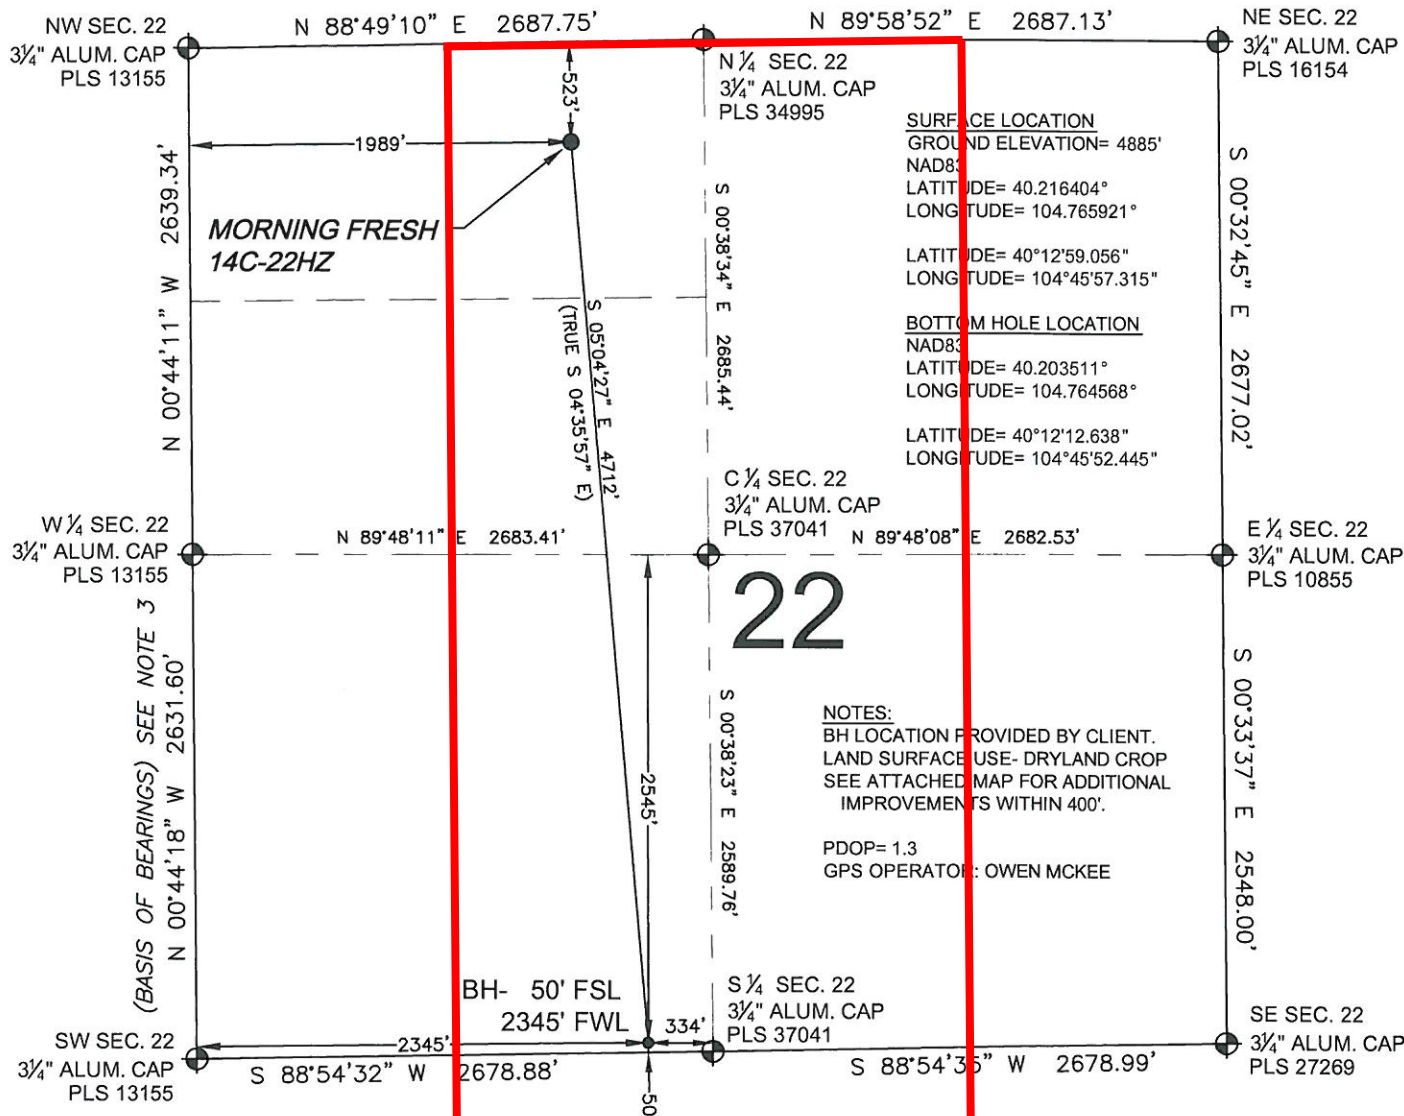 NW SEC. 22
3¼" ALUM. CAP
PLS 13155
N 88°49'10" E 2687.75'
N 89°58'52" E 2687.13'
NE SEC. 22
3¼" ALUM. CAP
PLS 16154
N ¼ SEC. 22
3¼" ALUM. CAP
PLS 34995
523'
1989'
MORNING FRESH
14C-22HZ
N 00°44'11" W 2639.34'
S 00°38'34" E 2685.44'
S 00°32'45" E 2677.02'
SURFACE LOCATION
GROUND ELEVATION= 4885'
NAD83
LATITUDE= 40.216404°
LONGITUDE= 104.765921°
LATITUDE= 40°12'59.056"
LONGITUDE= 104°45'57.315"
BOTTOM HOLE LOCATION
NAD83
LATITUDE= 40.203511°
LONGITUDE= 104.764568°
LATITUDE= 40°12'12.638"
LONGITUDE= 104°45'52.445"
S 05°04'27" E 4712'
(TRUE S 04°35'57" E)
W ¼ SEC. 22
3¼" ALUM. CAP
PLS 13155
N 89°48'11" E 2683.41'
C ¼ SEC. 22
3¼" ALUM. CAP
PLS 37041
N 89°48'08" E 2682.53'
E ¼ SEC. 22
3¼" ALUM. CAP
PLS 10855
22
(BASIS OF BEARINGS) SEE NOTE 3
N 00°44'18" W 2631.60'
2545'
S 00°38'23" E 2589.76'
S 00°33'37" E 2548.00'
NOTES:
BH LOCATION PROVIDED BY CLIENT.
LAND SURFACE USE- DRYLAND CROP
SEE ATTACHED MAP FOR ADDITIONAL
IMPROVEMENTS WITHIN 400'.
PDOP= 1.3
GPS OPERATOR: OWEN MCKEE
BH- 50' FSL
2345' FWL
334'
2345'
S ¼ SEC. 22
3¼" ALUM. CAP
PLS 37041
SW SEC. 22
3¼" ALUM. CAP
PLS 13155
S 88°54'32" W 2678.88'
50
S 88°54'35" W 2678.99'
SE SEC. 22
3¼" ALUM. CAP
PLS 27269